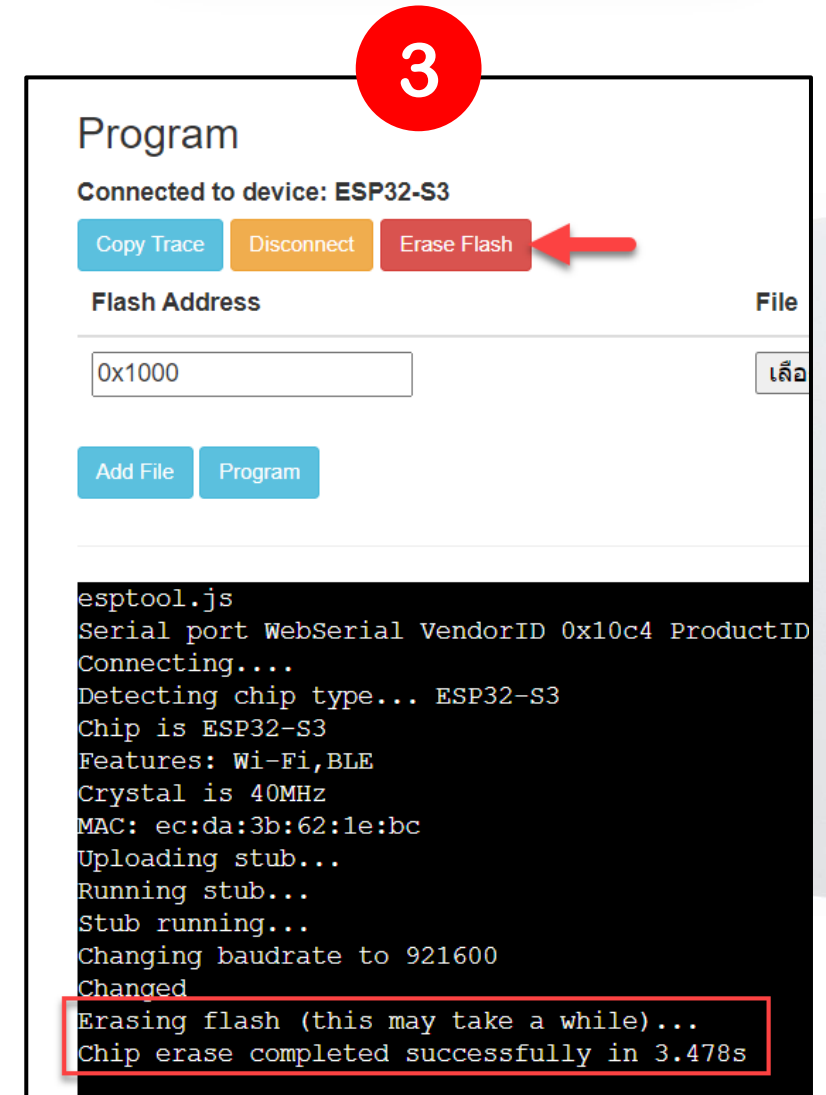 3
Program
Connected to device: ESP32-S3
Copy Trace Disconnect Erase Flash
Flash Address File
0x1000 เลือ
Add File Program
esptool.js
Serial port WebSerial VendorID 0x10c4 ProductID
Connecting....
Detecting chip type... ESP32-S3
Chip is ESP32-S3
Features: Wi-Fi,BLE
Crystal is 40MHz
MAC: ec:da:3b:62:1e:bc
Uploading stub...
Running stub...
Stub running...
Changing baudrate to 921600
Changed
Erasing flash (this may take a while)...
Chip erase completed successfully in 3.478s